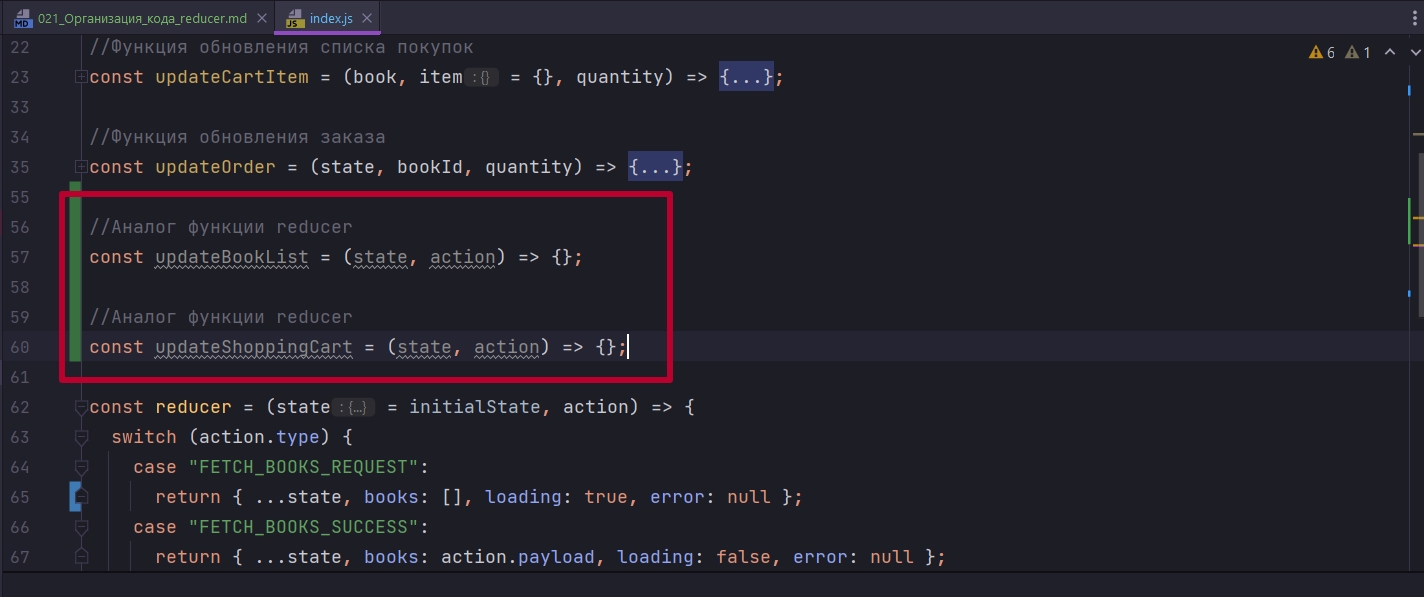 MD 021_Организация_кода_reducer.md JS index.js
22 //Функция обновления списка покупок 6 1
23 const updateCartItem = (book, item : {} = {}, quantity) => {...};
33
34 //Функция обновления заказа
35 const updateOrder = (state, bookId, quantity) => {...};
55
56 //Аналог функции reducer
57 const updateBookList = (state, action) => {};
58
59 //Аналог функции reducer
60 const updateShoppingCart = (state, action) => {};
61
62 const reducer = (state : {...} = initialState, action) => {
63 switch (action.type) {
64 case "FETCH_BOOKS_REQUEST":
65 return { ...state, books: [], loading: true, error: null };
66 case "FETCH_BOOKS_SUCCESS":
67 return { ...state, books: action.payload, loading: false, error: null };